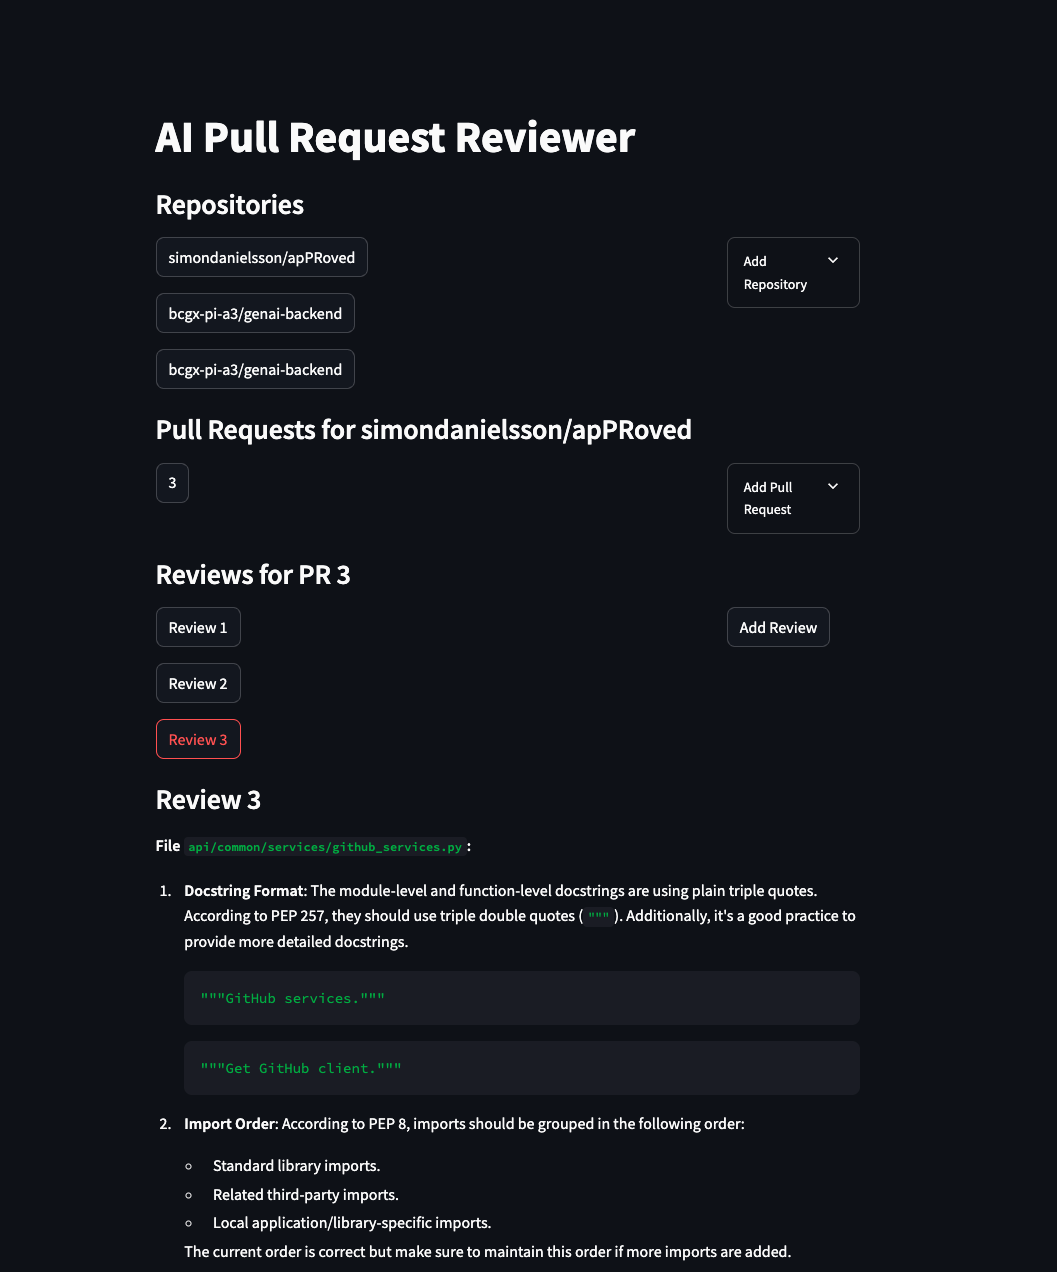 AI Pull Request Reviewer
Repositories
simondanielsson/apPRoved
Add
Repository
bcgx-pi-a3/genai-backend
bcgx-pi-a3/genai-backend
Pull Requests for simondanielsson/apPRoved
3
Add Pull
Request
Reviews for PR 3
Review 1
Add Review
Review 2
Review 3
Review 3
File api/common/services/github_services.py :
1. Docstring Format: The module-level and function-level docstrings are using plain triple quotes.
According to PEP 257, they should use triple double quotes ( """ ). Additionally, it's a good practice to
provide more detailed docstrings.
"""GitHub services."""
"""Get GitHub client."""
2. Import Order: According to PEP 8, imports should be grouped in the following order:
Standard library imports.
Related third-party imports.
Local application/library-specific imports.
The current order is correct but make sure to maintain this order if more imports are added.